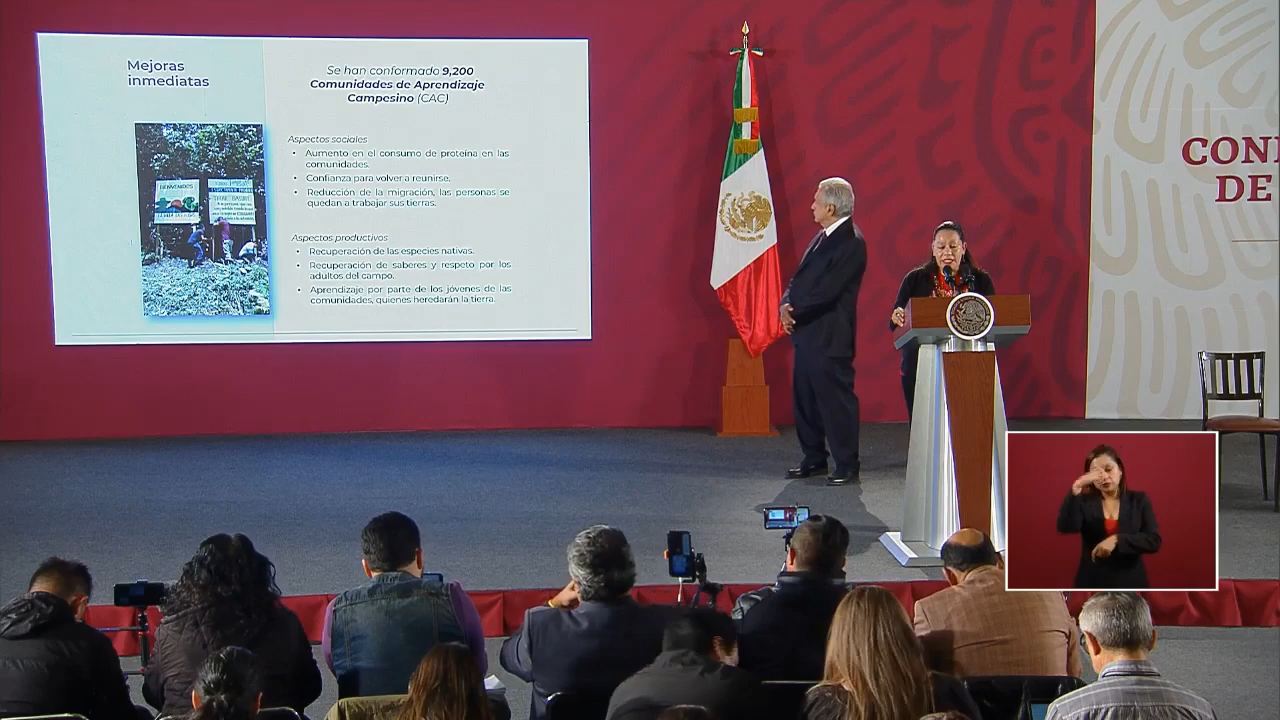 Mejoras
inmediatas
Se han conformado 9,200
Comunidades de Aprendizaje
Campesino (CAC)
Aspectos sociales
• Aumento en el consumo de proteína en las
comunidades.
• Confianza para volver a reunirse.
• Reducción de la migración, las personas se
quedan a trabajar sus tierras.
Aspectos productivos
• Recuperación de las especies nativas.
• Recuperación de saberes y respeto por los
adultos del campo.
• Aprendizaje por parte de los jóvenes de las
comunidades, quienes heredarán la tierra.
BIENVENIDOS
TIRAR BASURA
CON
DE